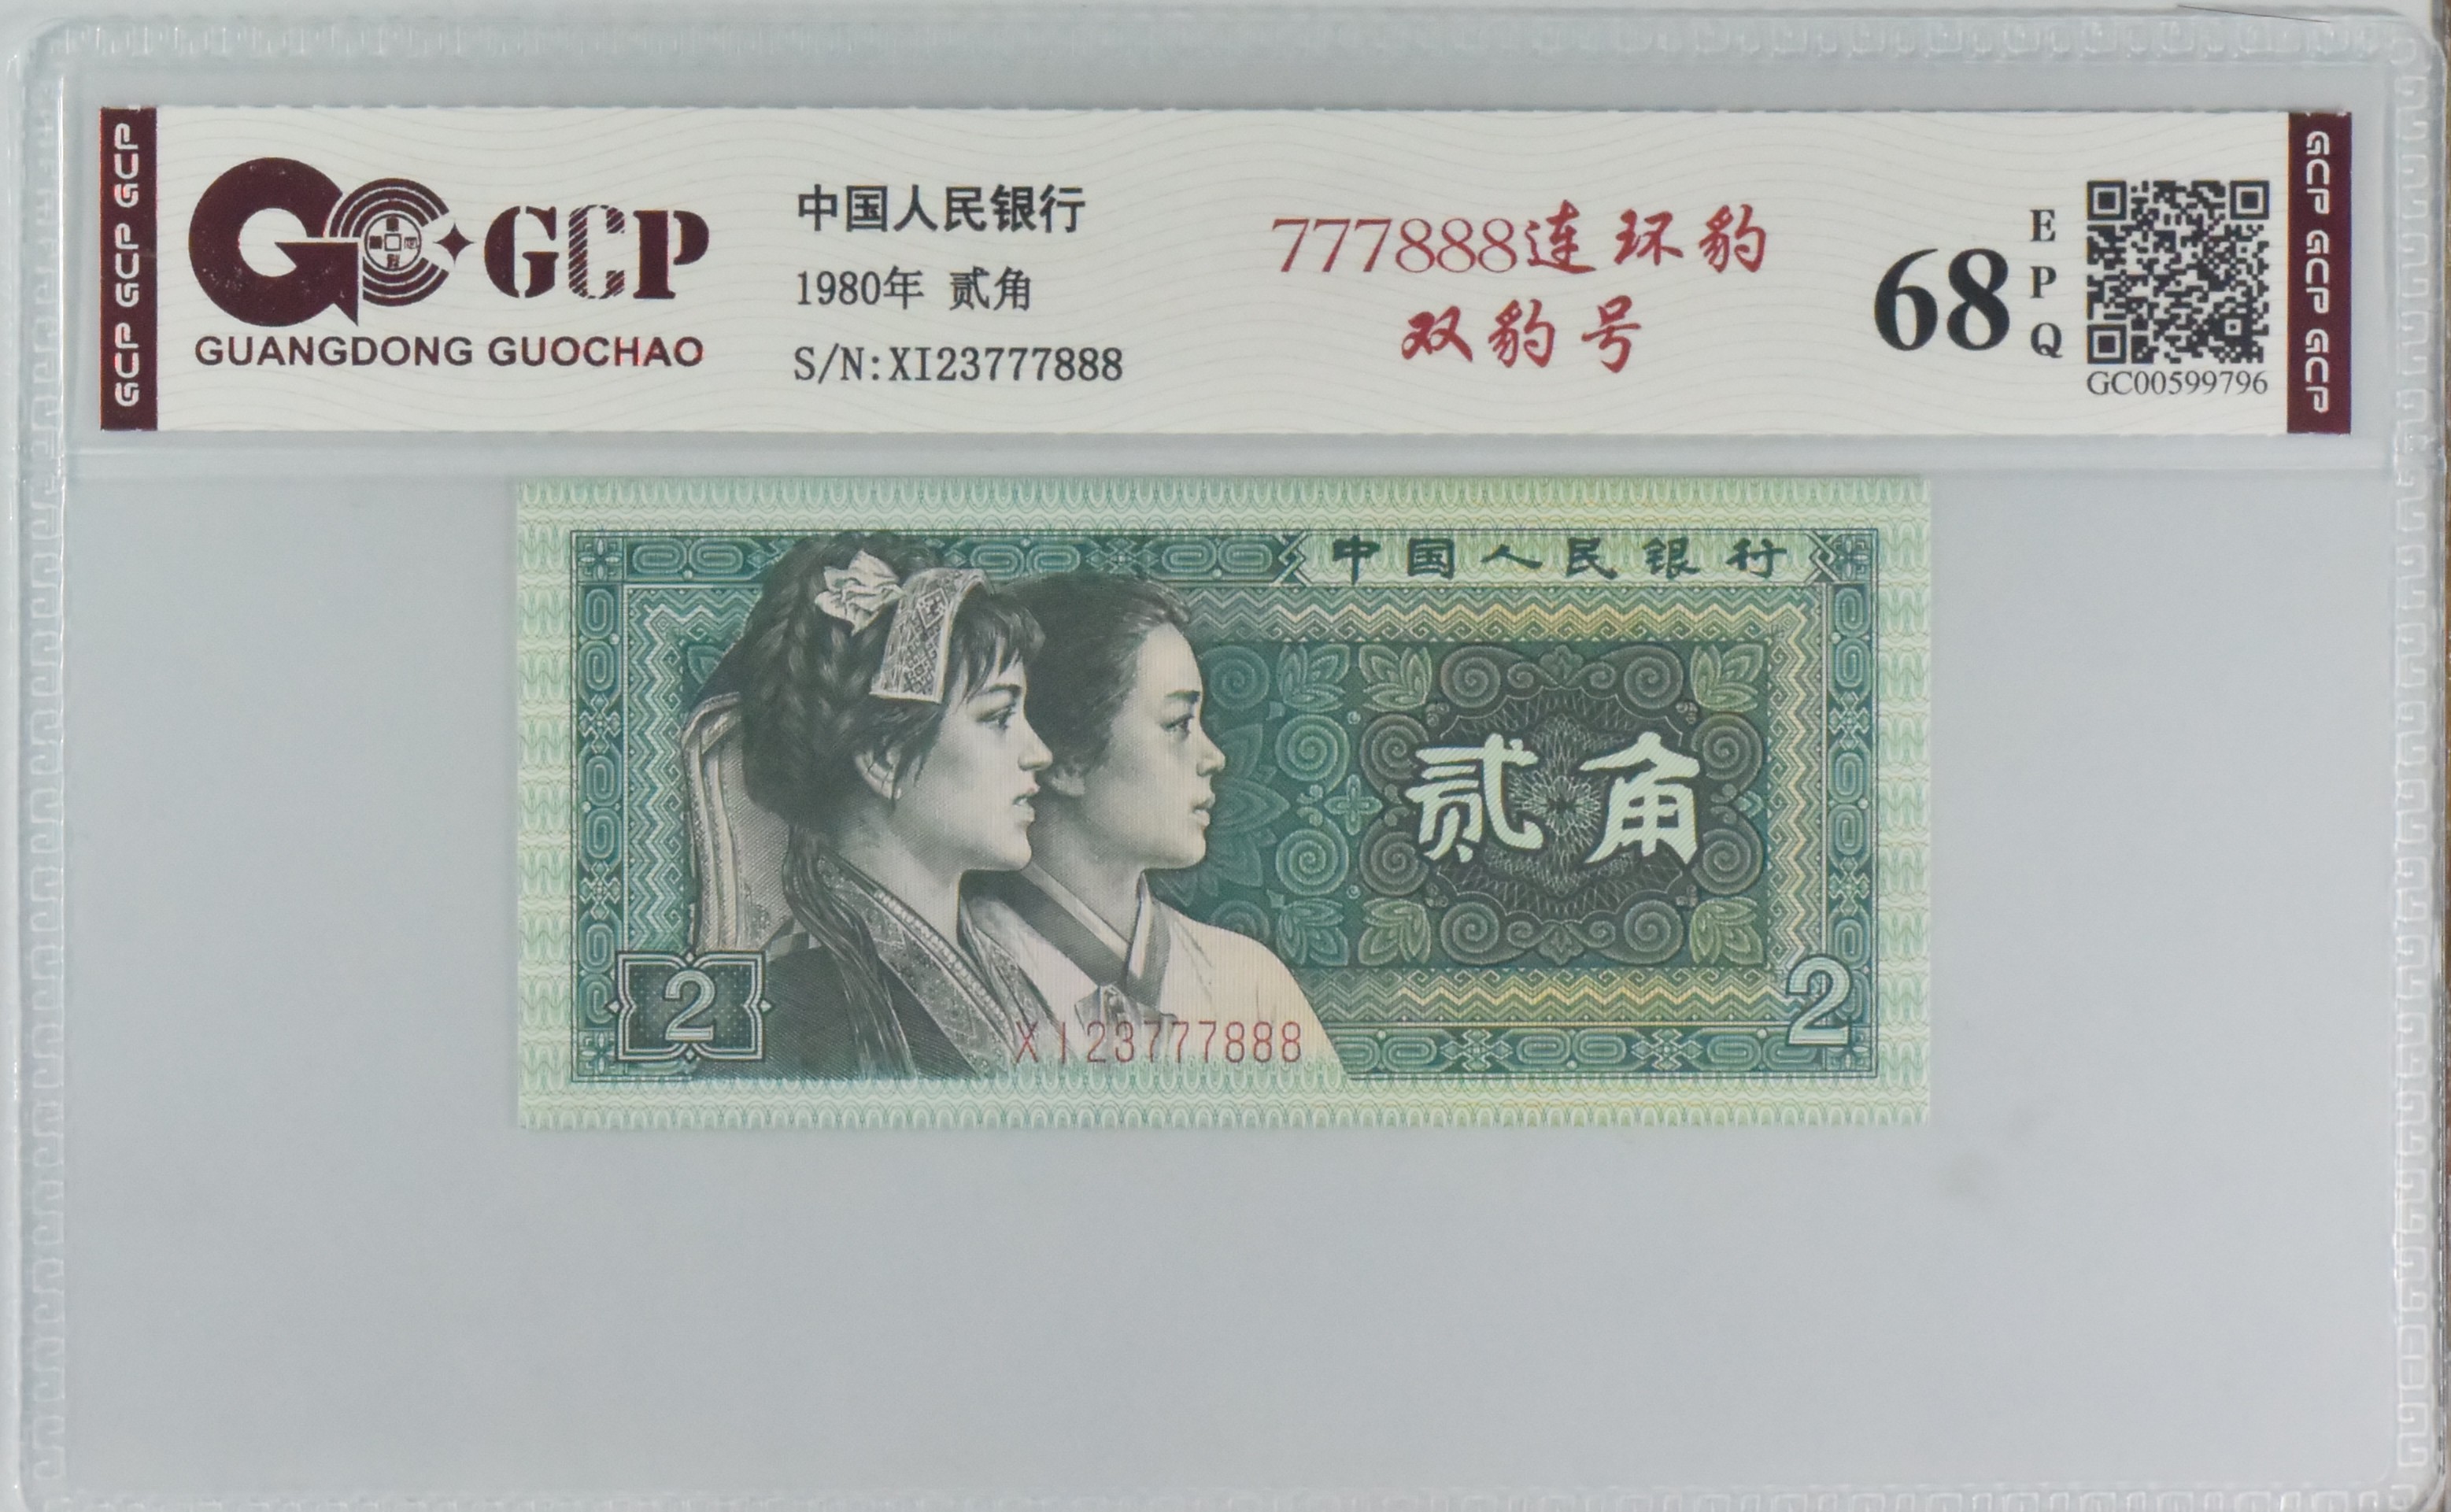 GCP GCP GCP
GCP
GUANGDONG GUOCHAO
中国人民银行
1980年 贰角
S/N:XI23777888
777888连环豹
双豹号
68
E
P
Q
GC00599796
GCP GCP GCP
中国人民银行
贰角
2
XI23777888
2